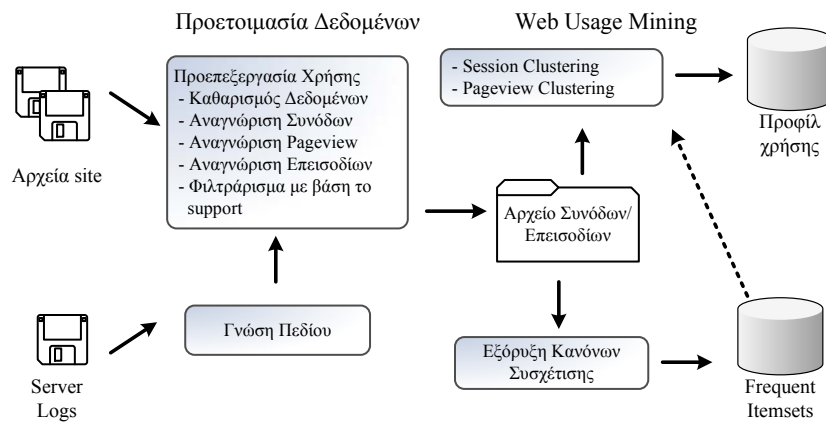 Προετοιμασία Δεδομένων
Web Usage Mining
Προεπεξεργασία Χρήσης
- Καθαρισμός Δεδομένων
- Αναγνώριση Συνόδων
- Αναγνώριση Pageview
- Αναγνώριση Επεισοδίων
- Φιλτράρισμα με βάση το
support
- Session Clustering
- Pageview Clustering
Προφίλ
χρήσης
Αρχεία site
Αρχείο Συνόδων/
Επεισοδίων
Γνώση Πεδίου
Εξόρυξη Κανόνων
Συσχέτισης
Server
Logs
Frequent
Itemsets